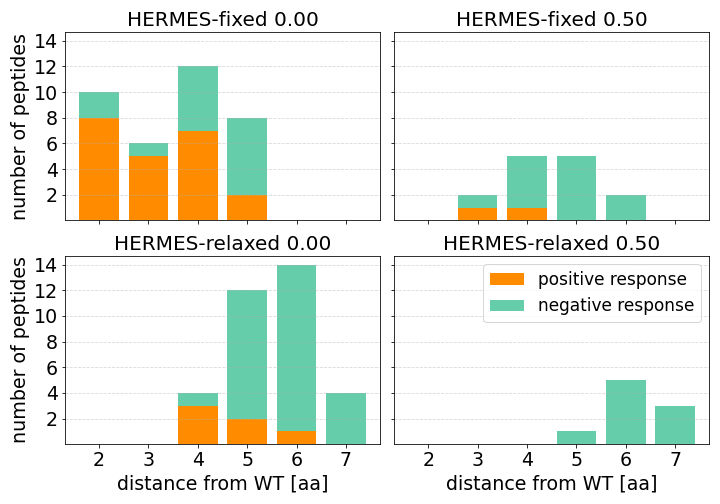 HERMES-fixed 0.00
HERMES-fixed 0.50
number of peptides
14
12
10
8
6
4
2
HERMES-relaxed 0.00
HERMES-relaxed 0.50
number of peptides
14
12
10
8
6
4
2
positive response
negative response
2 3 4 5 6 7
2 3 4 5 6 7
distance from WT [aa]
distance from WT [aa]